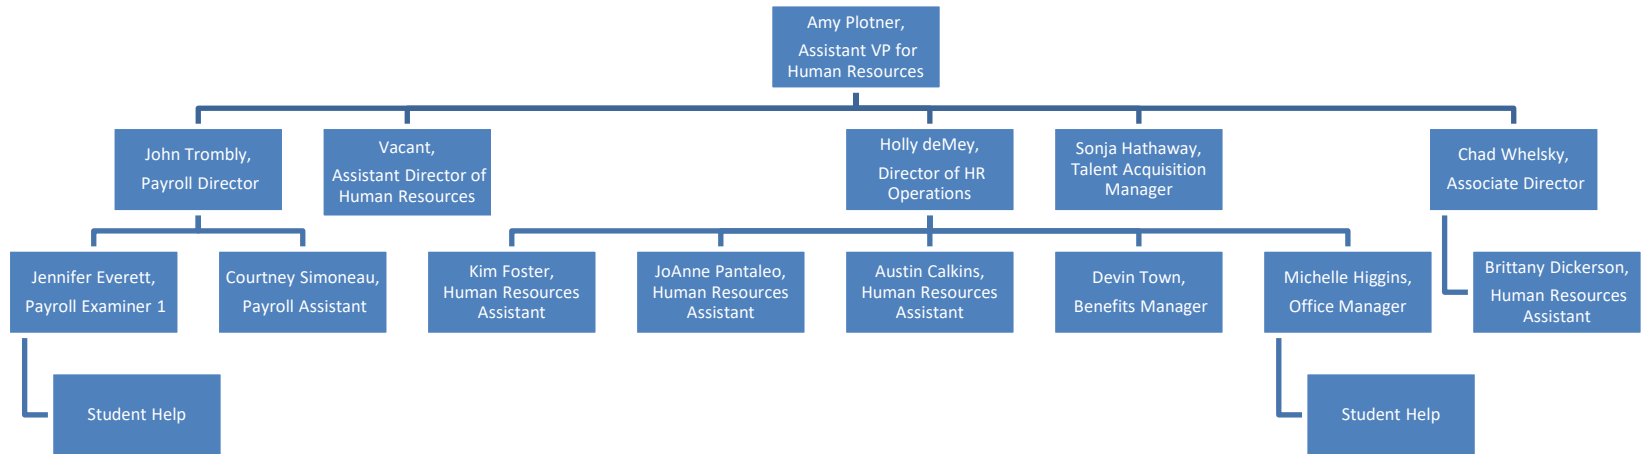 Amy Plotner,
Assistant VP for
Human Resources
John Trombly,
Payroll Director
Vacant,
Assistant Director of
Human Resources
Holly deMey,
Director of HR
Operations
Sonja Hathaway,
Talent Acquisition
Manager
Chad Whelsky,
Associate Director
Jennifer Everett,
Payroll Examiner 1
Courtney Simoneau,
Payroll Assistant
Kim Foster,
Human Resources
Assistant
JoAnne Pantaleo,
Human Resources
Assistant
Austin Calkins,
Human Resources
Assistant
Devin Town,
Benefits Manager
Michelle Higgins,
Office Manager
Brittany Dickerson,
Human Resources
Assistant
Student Help
Student Help